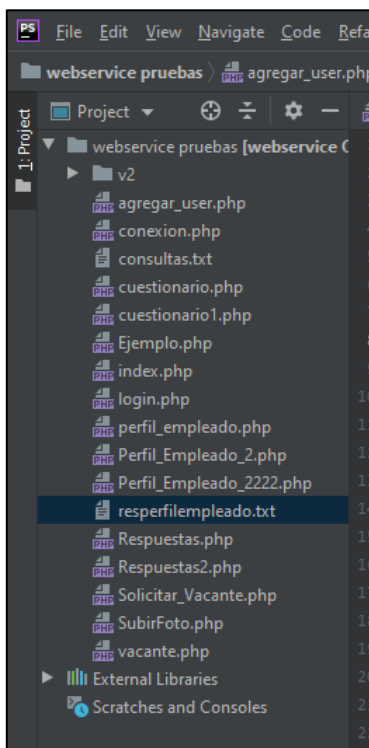 PS File Edit View Navigate Code Refa
webservice pruebas agregar_user.php
1: Project
Project
webservice pruebas [webservice
v2
agregar_user.php
conexion.php
consultas.txt
cuestionario.php
cuestionario1.php
Ejemplo.php
index.php
login.php
perfil_empleado.php
Perfil_Empleado_2.php
Perfil_Empleado_2222.php
resperfilempleado.txt
Respuestas.php
Respuestas2.php
Solicitar_Vacante.php
SubirFoto.php
vacante.php
External Libraries
Scratches and Consoles